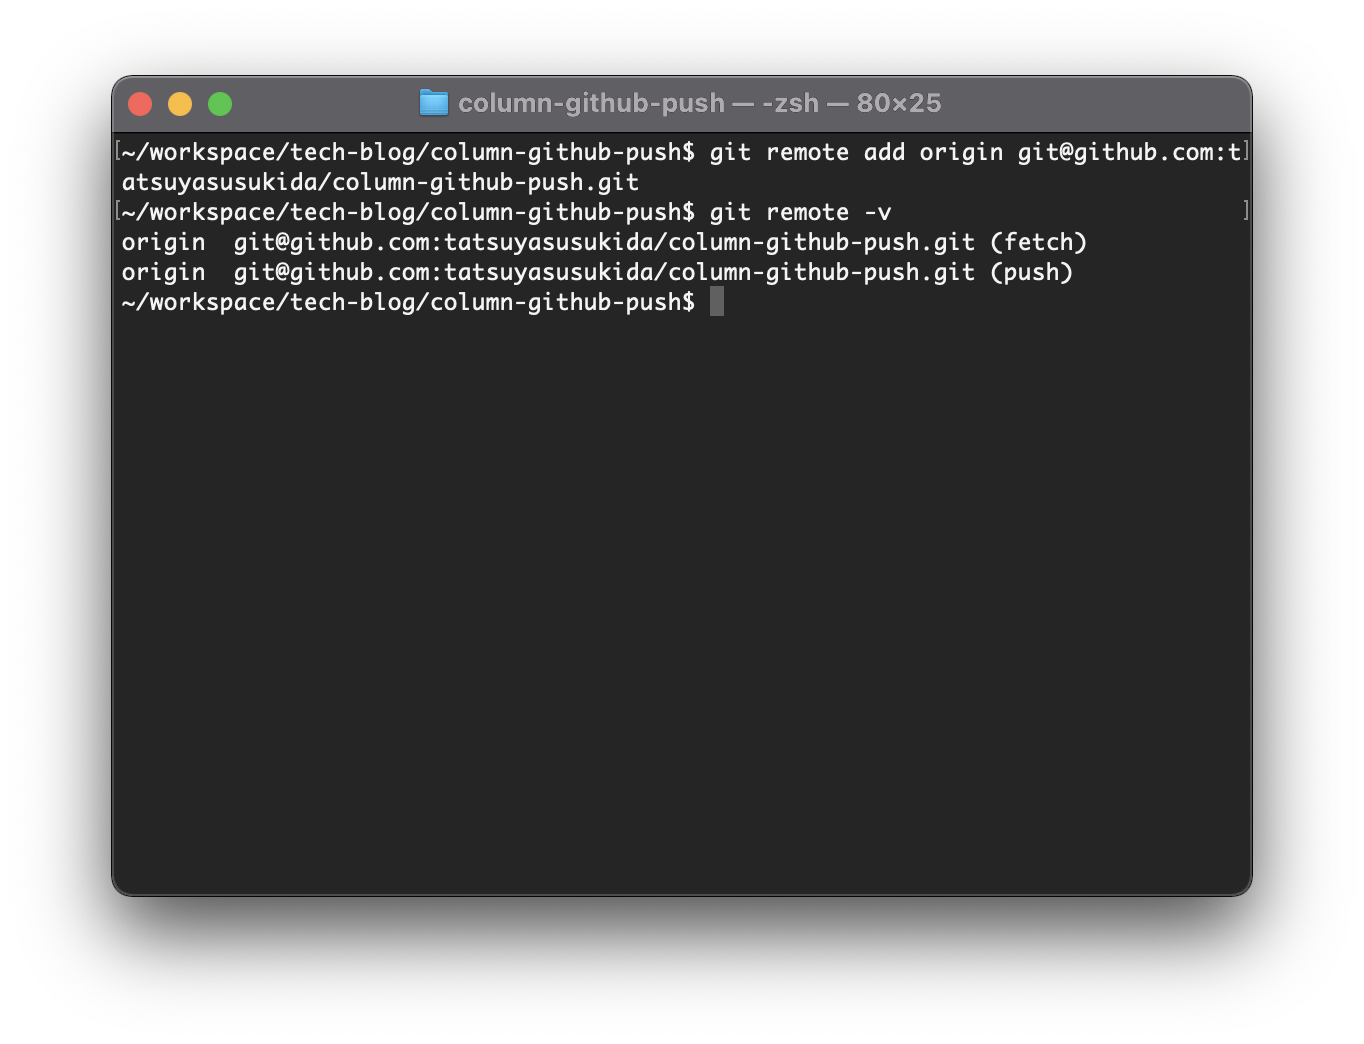 column-github-push — -zsh — 80×25
~/workspace/tech-blog/column-github-push$ git remote add origin git@github.com:t
atsuyasusukida/column-github-push.git
~/workspace/tech-blog/column-github-push$ git remote -v
origin  git@github.com:tatsuyasusukida/column-github-push.git (fetch)
origin  git@github.com:tatsuyasusukida/column-github-push.git (push)
~/workspace/tech-blog/column-github-push$